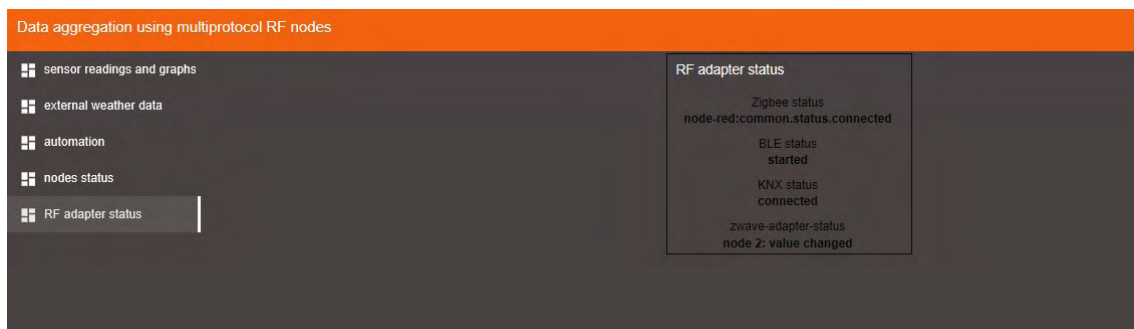 Data aggregation using multiprotocol RF nodes
sensor readings and graphs
external weather data
automation
nodes status
RF adapter status
RF adapter status
Zigbee status
node-red:common.status.connected
BLE status
started
KNX status
connected
zwave-adapter-status
node 2: value changed